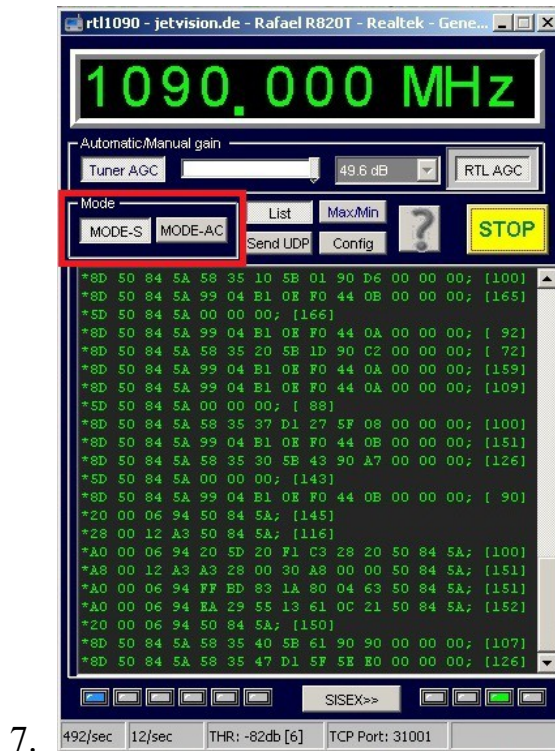 rtl1090 - jetvision.de - Rafael R820T - Realtek - Gene...
1090.000 MHz
Automatic/Manual gain
Tuner AGC 49.6 dB RTL AGC
Mode
MODE-S MODE-AC List Max/Min ? STOP
Send UDP Config
*8D 50 84 5A 58 35 10 5B 01 90 D6 00 00 00; [100]
*8D 50 84 5A 99 04 B1 0E F0 44 0B 00 00 00; [165]
*5D 50 84 5A 00 00 00; [166]
*8D 50 84 5A 99 04 B1 0E F0 44 0A 00 00 00; [ 92]
*8D 50 84 5A 58 35 20 5B 1D 90 C2 00 00 00; [ 72]
*8D 50 84 5A 99 04 B1 0E F0 44 0A 00 00 00; [159]
*8D 50 84 5A 99 04 B1 0E F0 44 0A 00 00 00; [109]
*5D 50 84 5A 00 00 00; [ 88]
*8D 50 84 5A 58 35 37 D1 27 5F 08 00 00 00; [100]
*8D 50 84 5A 99 04 B1 0E F0 44 0B 00 00 00; [151]
*8D 50 84 5A 58 35 30 5B 43 90 A7 00 00 00; [126]
*5D 50 84 5A 00 00 00; [143]
*8D 50 84 5A 99 04 B1 0E F0 44 0B 00 00 00; [ 90]
*20 00 06 94 50 84 5A; [145]
*28 00 12 A3 50 84 5A; [116]
*A0 00 06 94 20 5D 20 F1 C3 28 20 50 84 5A; [100]
*A8 00 12 A3 A3 28 00 30 A8 00 00 50 84 5A; [151]
*A0 00 06 94 FF BD 83 1A 80 04 63 50 84 5A; [151]
*A0 00 06 94 EA 29 55 13 61 0C 21 50 84 5A; [152]
*20 00 06 94 50 84 5A; [150]
*8D 50 84 5A 58 35 40 5B 61 90 90 00 00 00; [107]
*8D 50 84 5A 58 35 47 D1 5F 5E E0 00 00 00; [126]
SISEX>>
7. 492/sec 12/sec THR: -82db [6] TCP Port: 31001